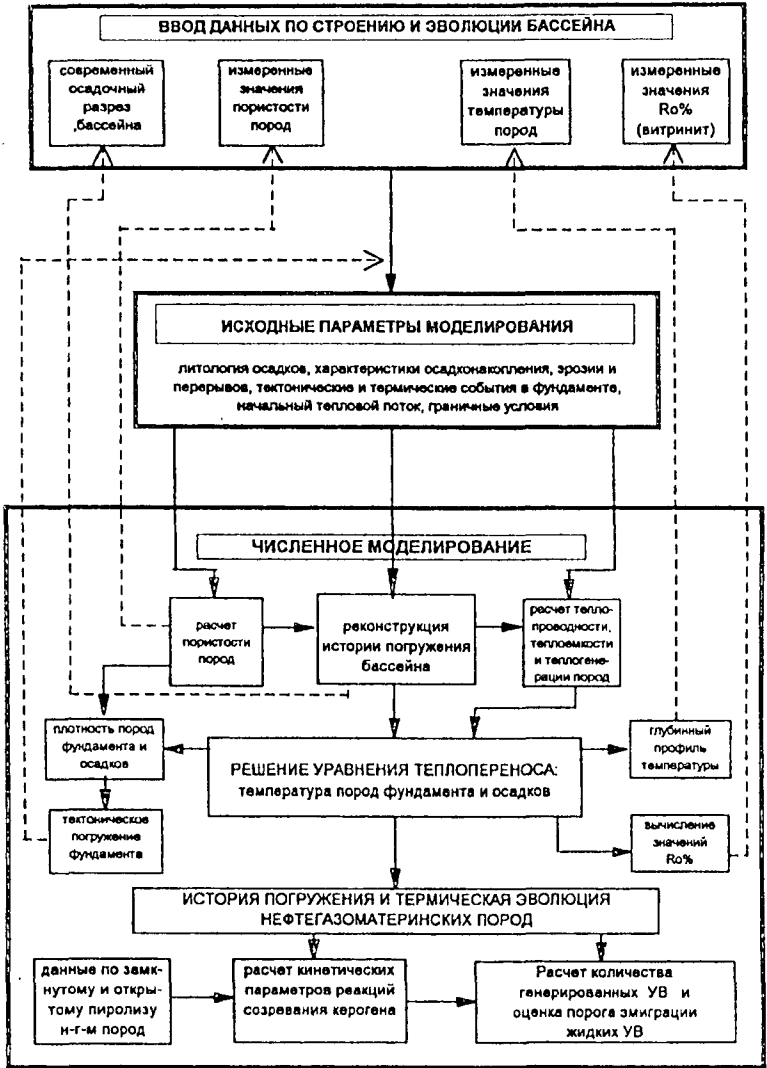 ВВОД ДАННЫХ ПО СТРОЕНИЮ И ЭВОЛЮЦИИ БАССЕЙНА
современный
осадочный
разрез
,бассейна
измеренные
значения
пористости
пород
измеренные
значения
температуры
пород
измеренные
значения
Ro%
(витринит)
ИСХОДНЫЕ ПАРАМЕТРЫ МОДЕЛИРОВАНИЯ
литология осадков, характеристики осадконакопления, эрозии и
перерывов, тектонические и термические события в фундаменте,
начальный тепловой поток, граничные условия
ЧИСЛЕННОЕ МОДЕЛИРОВАНИЕ
расчет
пористости
пород
реконструкция
истории погружения
бассейна
расчет тепло-
проводности,
теплоемкости
и теплогене-
рации пород
плотность пород
фундамента и
осадков
РЕШЕНИЕ УРАВНЕНИЯ ТЕПЛОПЕРЕНОСА:
температура пород фундамента и осадков
глубинный
профиль
температуры
тектоническое
погружение
фундамента
вычисление
значений
Ro%
ИСТОРИЯ ПОГРУЖЕНИЯ И ТЕРМИЧЕСКАЯ ЭВОЛЮЦИЯ
НЕФТЕГАЗОМАТЕРИНСКИХ ПОРОД
данные по замк-
нутому и откры-
тому пиролизу
н-г-м пород
расчет кинетических
параметров реакций
созревания керогена
Расчет количества
генерированных УВ и
оценка порога эмиграции
жидких УВ